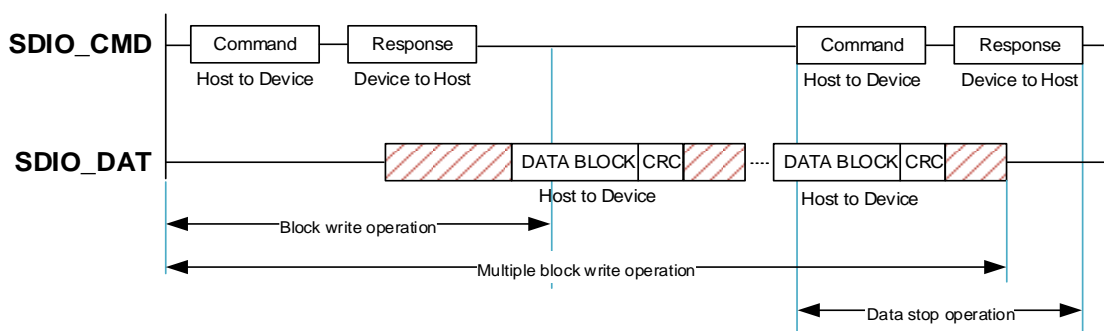 SDIO_CMD
Command
Response
Command
Response
Host to Device
Device to Host
Host to Device
Device to Host
SDIO_DAT
DATA BLOCK
CRC
DATA BLOCK
CRC
Host to Device
Host to Device
Block write operation
Multiple block write operation
Data stop operation